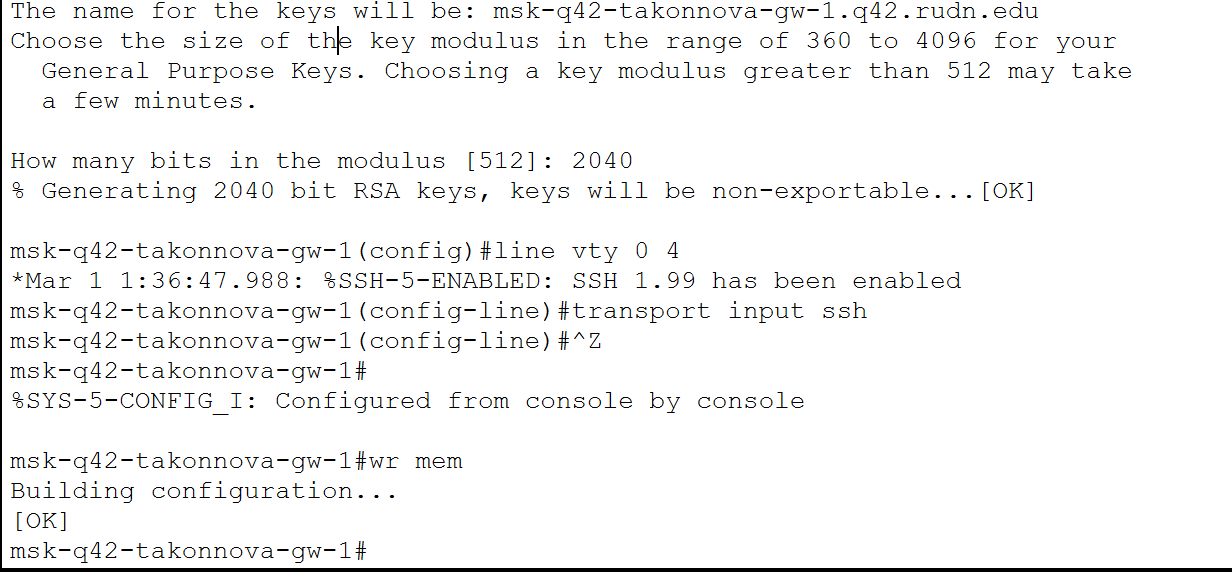 The name for the keys will be: msk-q42-takonnova-gw-1.q42.rudn.edu
Choose the size of the key modulus in the range of 360 to 4096 for your
General Purpose Keys. Choosing a key modulus greater than 512 may take
a few minutes.
How many bits in the modulus [512]: 2040
% Generating 2040 bit RSA keys, keys will be non-exportable...[OK]
msk-q42-takonnova-gw-1(config)#line vty 0 4
*Mar 1 1:36:47.988: %SSH-5-ENABLED: SSH 1.99 has been enabled
msk-q42-takonnova-gw-1(config-line)#transport input ssh
msk-q42-takonnova-gw-1(config-line)#^Z
msk-q42-takonnova-gw-1#
%SYS-5-CONFIG_I: Configured from console by console
msk-q42-takonnova-gw-1#wr mem
Building configuration...
[OK]
msk-q42-takonnova-gw-1#